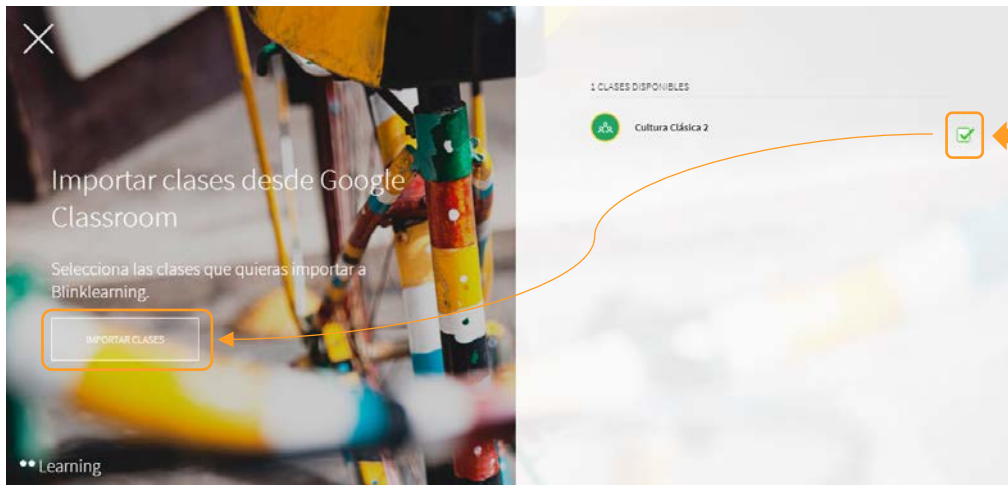 Importar clases desde Google
Classroom
Selecciona las clases que quieras importar a
Blinklearning.
IMPORTAR CLASES
•• Learning
1 CLASES DISPONIBLES
Cultura Clásica 2